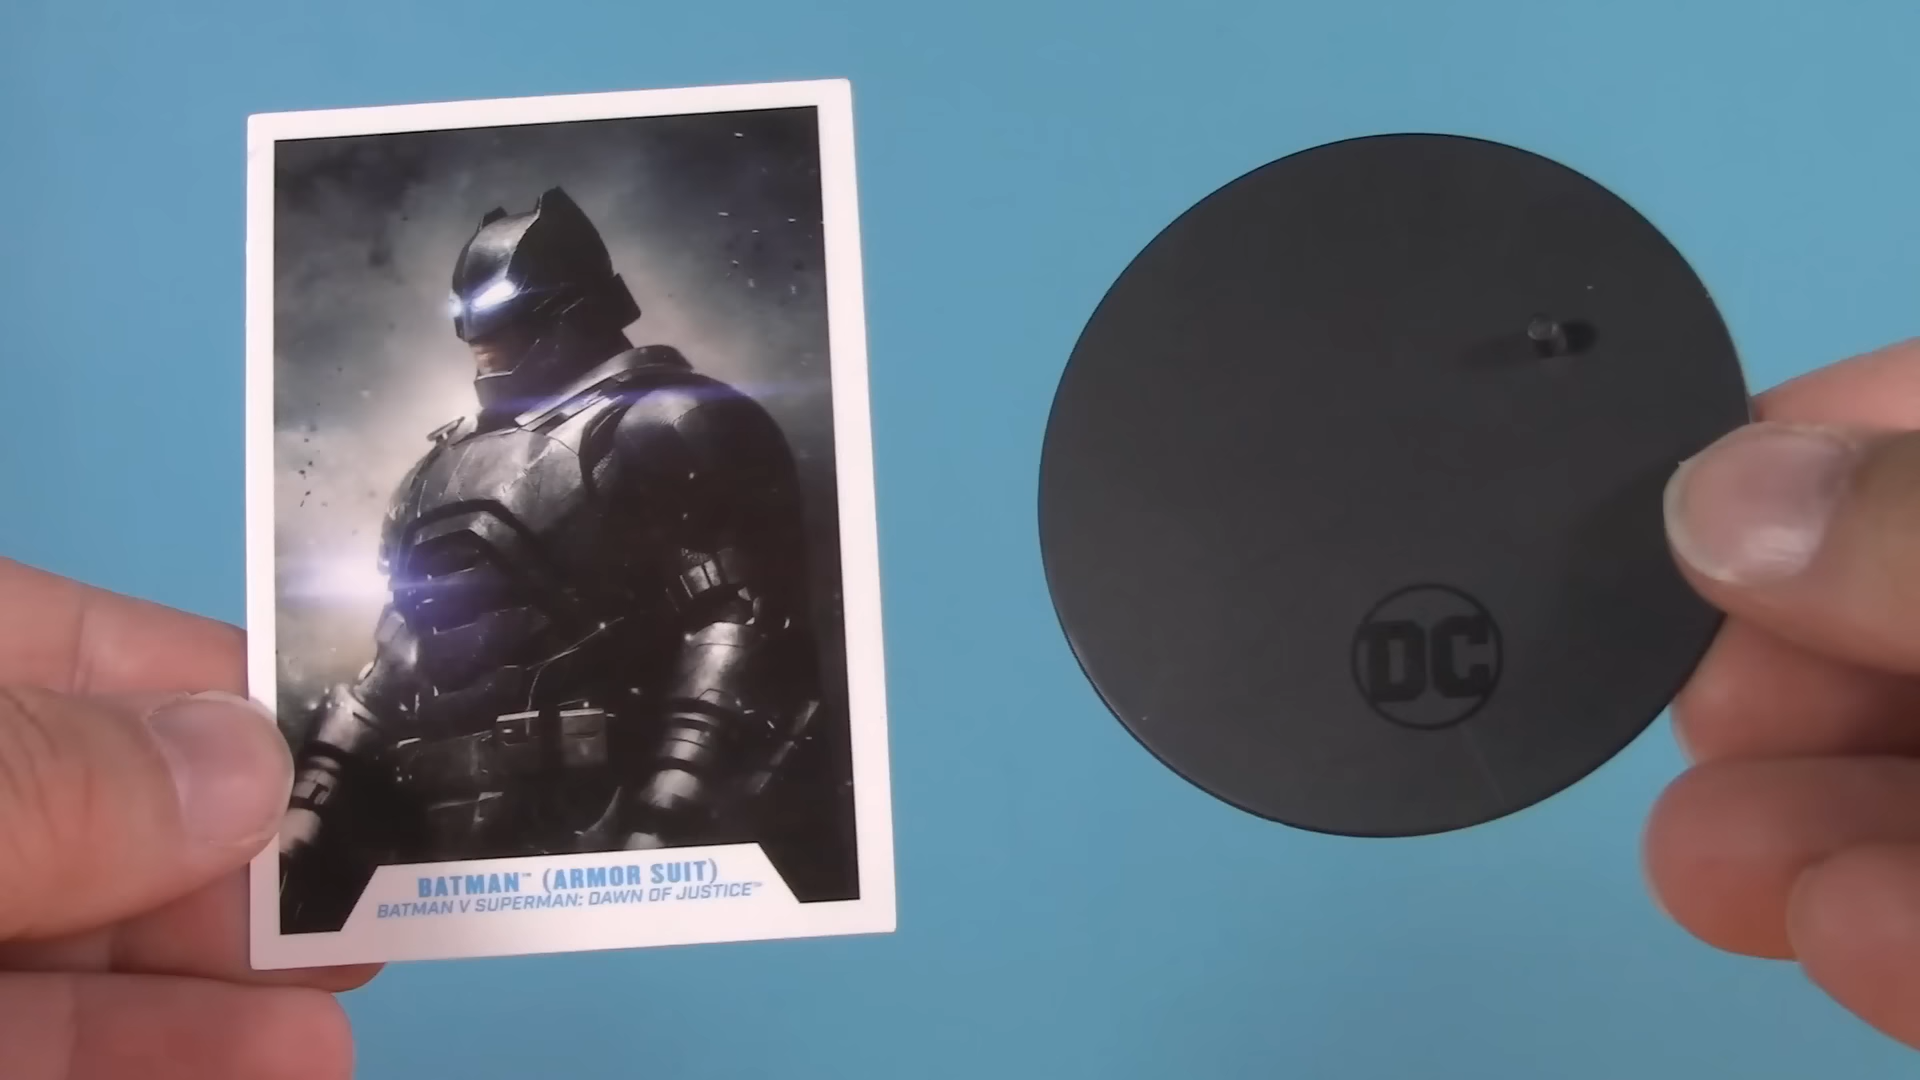 BATMAN™ (ARMOR SUIT)
BATMAN V SUPERMAN: DAWN OF JUSTICE™
DC